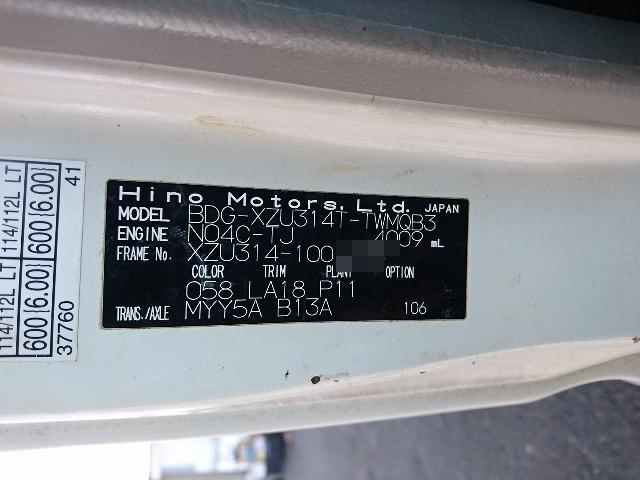 Hino Motors, Ltd. JAPAN
MODEL BDG-XZU314T-TWMQB3
ENGINE N04C-TJ 4009 mL
FRAME No. XZU314-100
COLOR TRIM PLANT OPTION
058 LA18 P11
TRANS./AXLE MYY5A B13A 106
114/112L LT 114/112L LT
600(6.00) 600(6.00)
37760 41